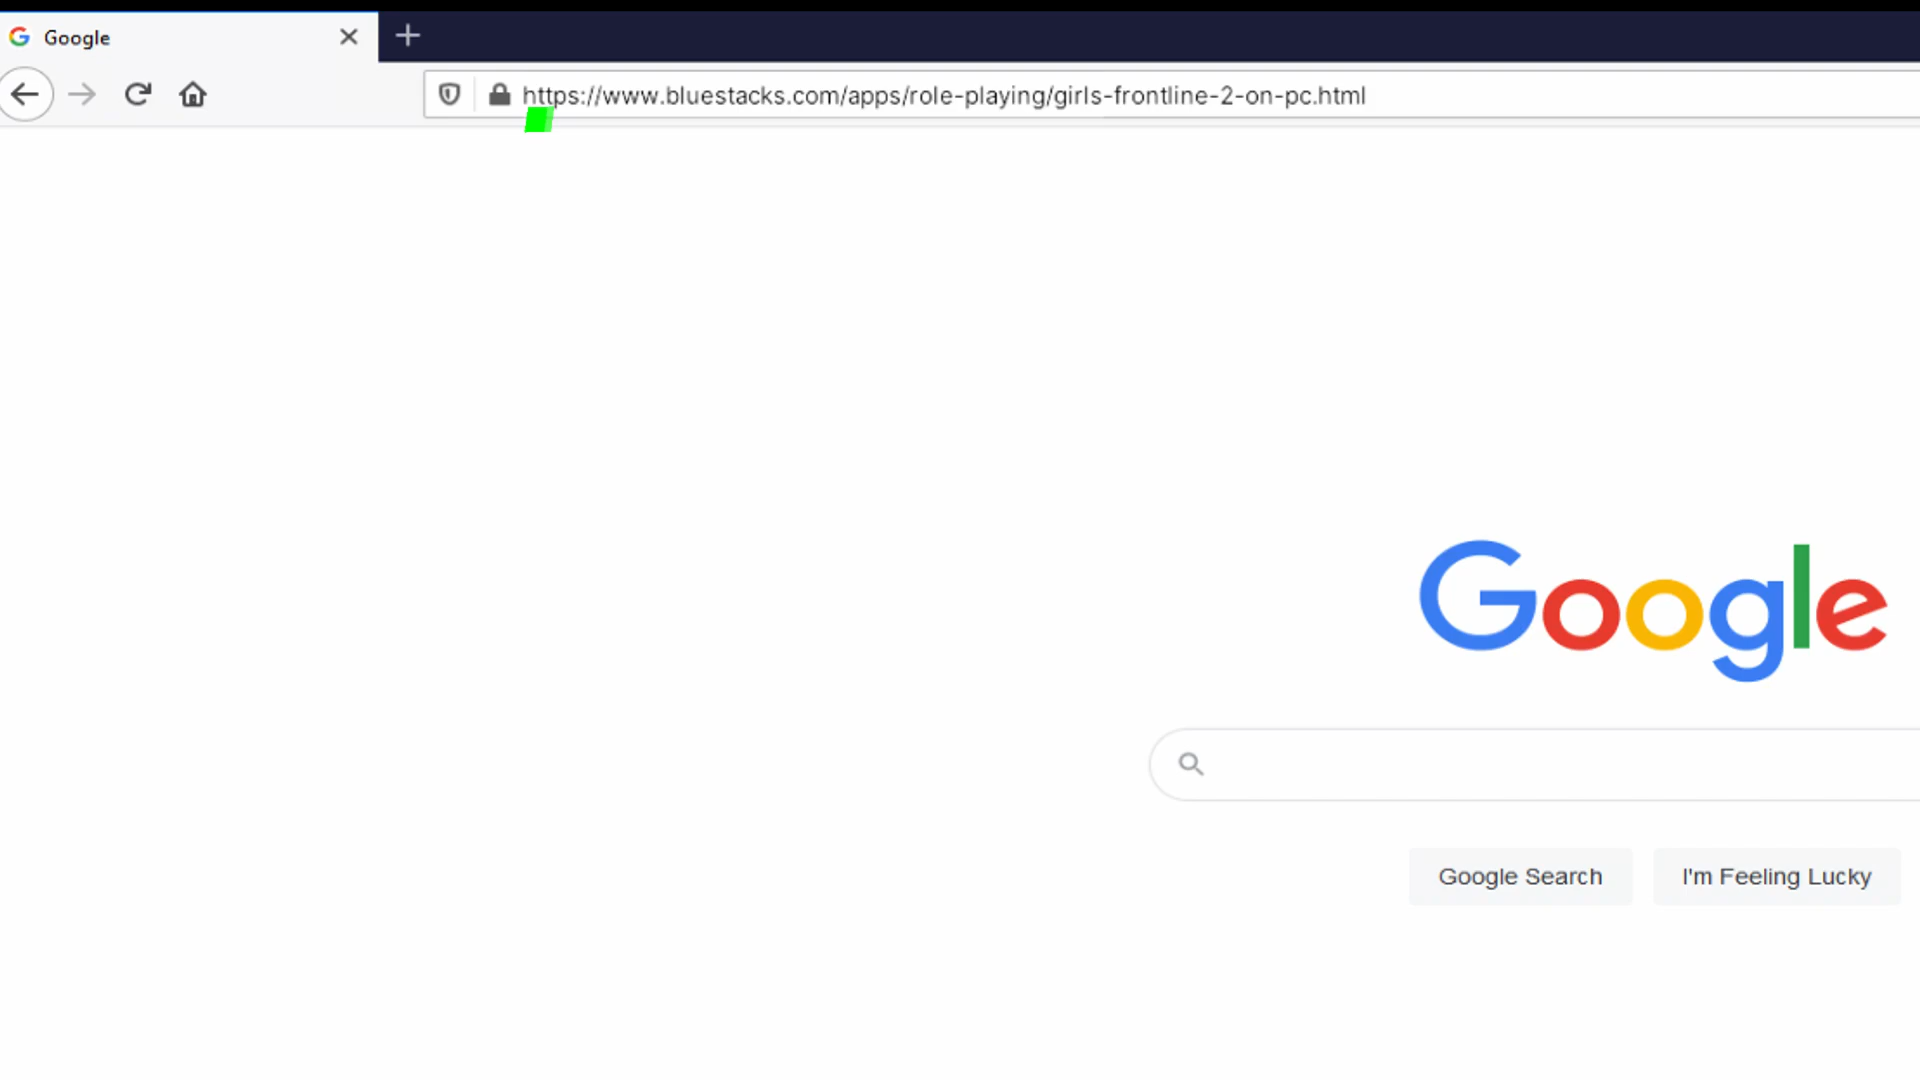 Google
https://www.bluestacks.com/apps/role-playing/girls-frontline-2-on-pc.html
Google
Google Search
I'm Feeling Lucky